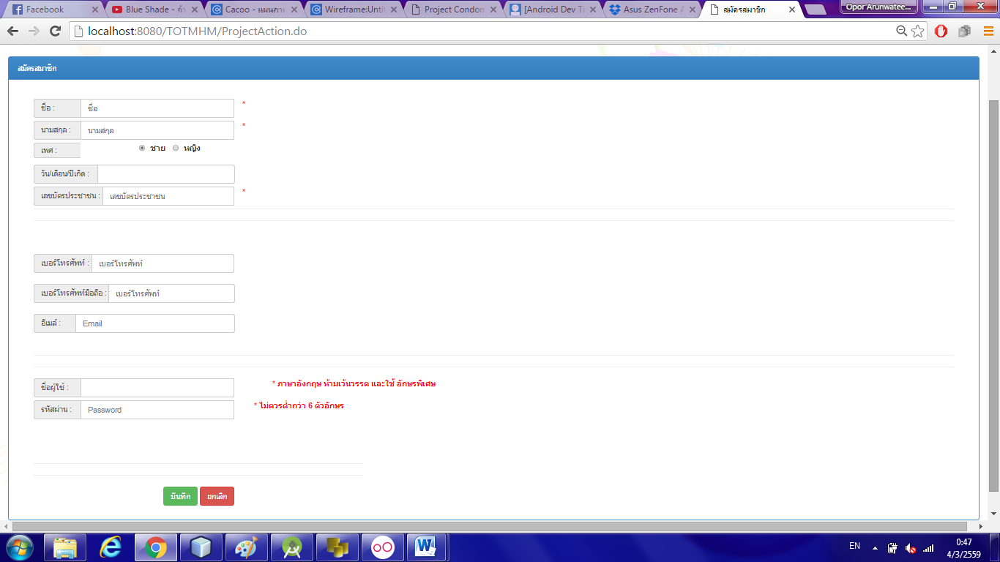 Facebook
Blue Shade - ถ้า
Cacoo - แผนภาพ
Wireframe:Unti
Project Condon
[Android Dev Ti
Asus ZenFone A
สมัครสมาชิก
Opor Arunwatee...
localhost:8080/TOTMHM/ProjectAction.do
สมัครสมาชิก
ชื่อ : ชื่อ *
นามสกุล : นามสกุล *
เพศ : ชาย หญิง
วัน/เดือน/ปีเกิด :
เลขบัตรประชาชน : เลขบัตรประชาชน *
เบอร์โทรศัพท์ : เบอร์โทรศัพท์
เบอร์โทรศัพท์มือถือ : เบอร์โทรศัพท์
อีเมล์ : Email
ชื่อผู้ใช้ : * ภาษาอังกฤษ ห้ามเว้นวรรค และใช้ อักษรพิเศษ
รหัสผ่าน : Password * ไม่ควรต่ำกว่า 6 ตัวอักษร
บันทึก ยกเลิก
EN
0:47
4/3/2559